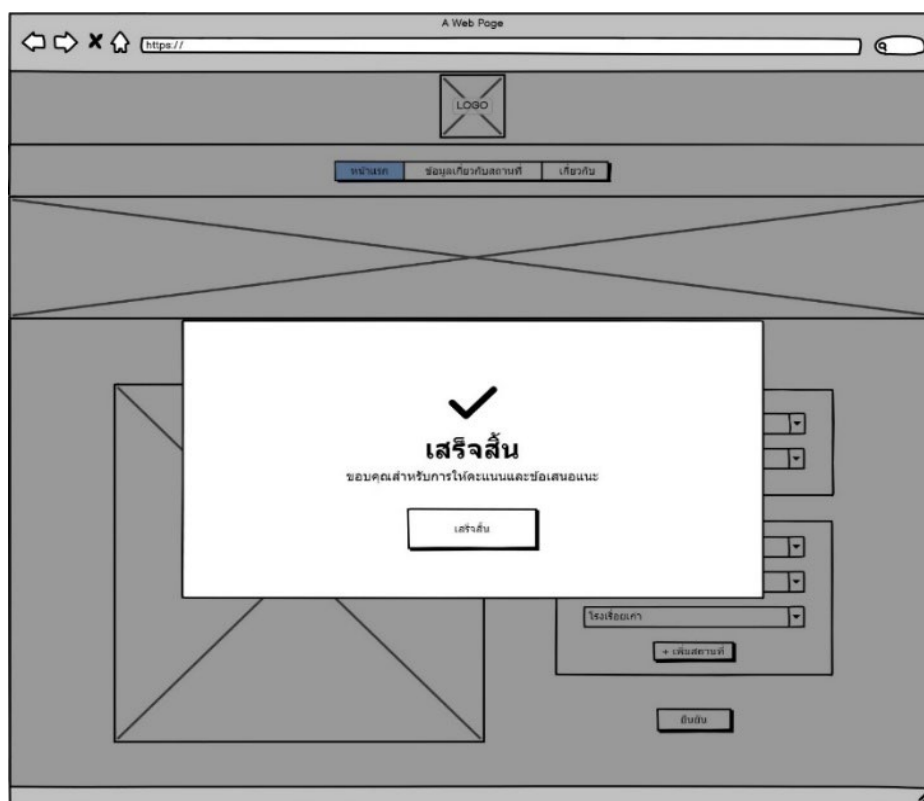 A Web Page
https://
LOGO
หน้าแรก ข้อมูลเกี่ยวกับสถานที่ เกี่ยวกับ
เสร็จสิ้น
ขอบคุณสำหรับการให้คะแนนและข้อเสนอแนะ
เสร็จสิ้น
โรงเรื่อยเก่า
+ เพิ่มสถานที่
ยืนยัน